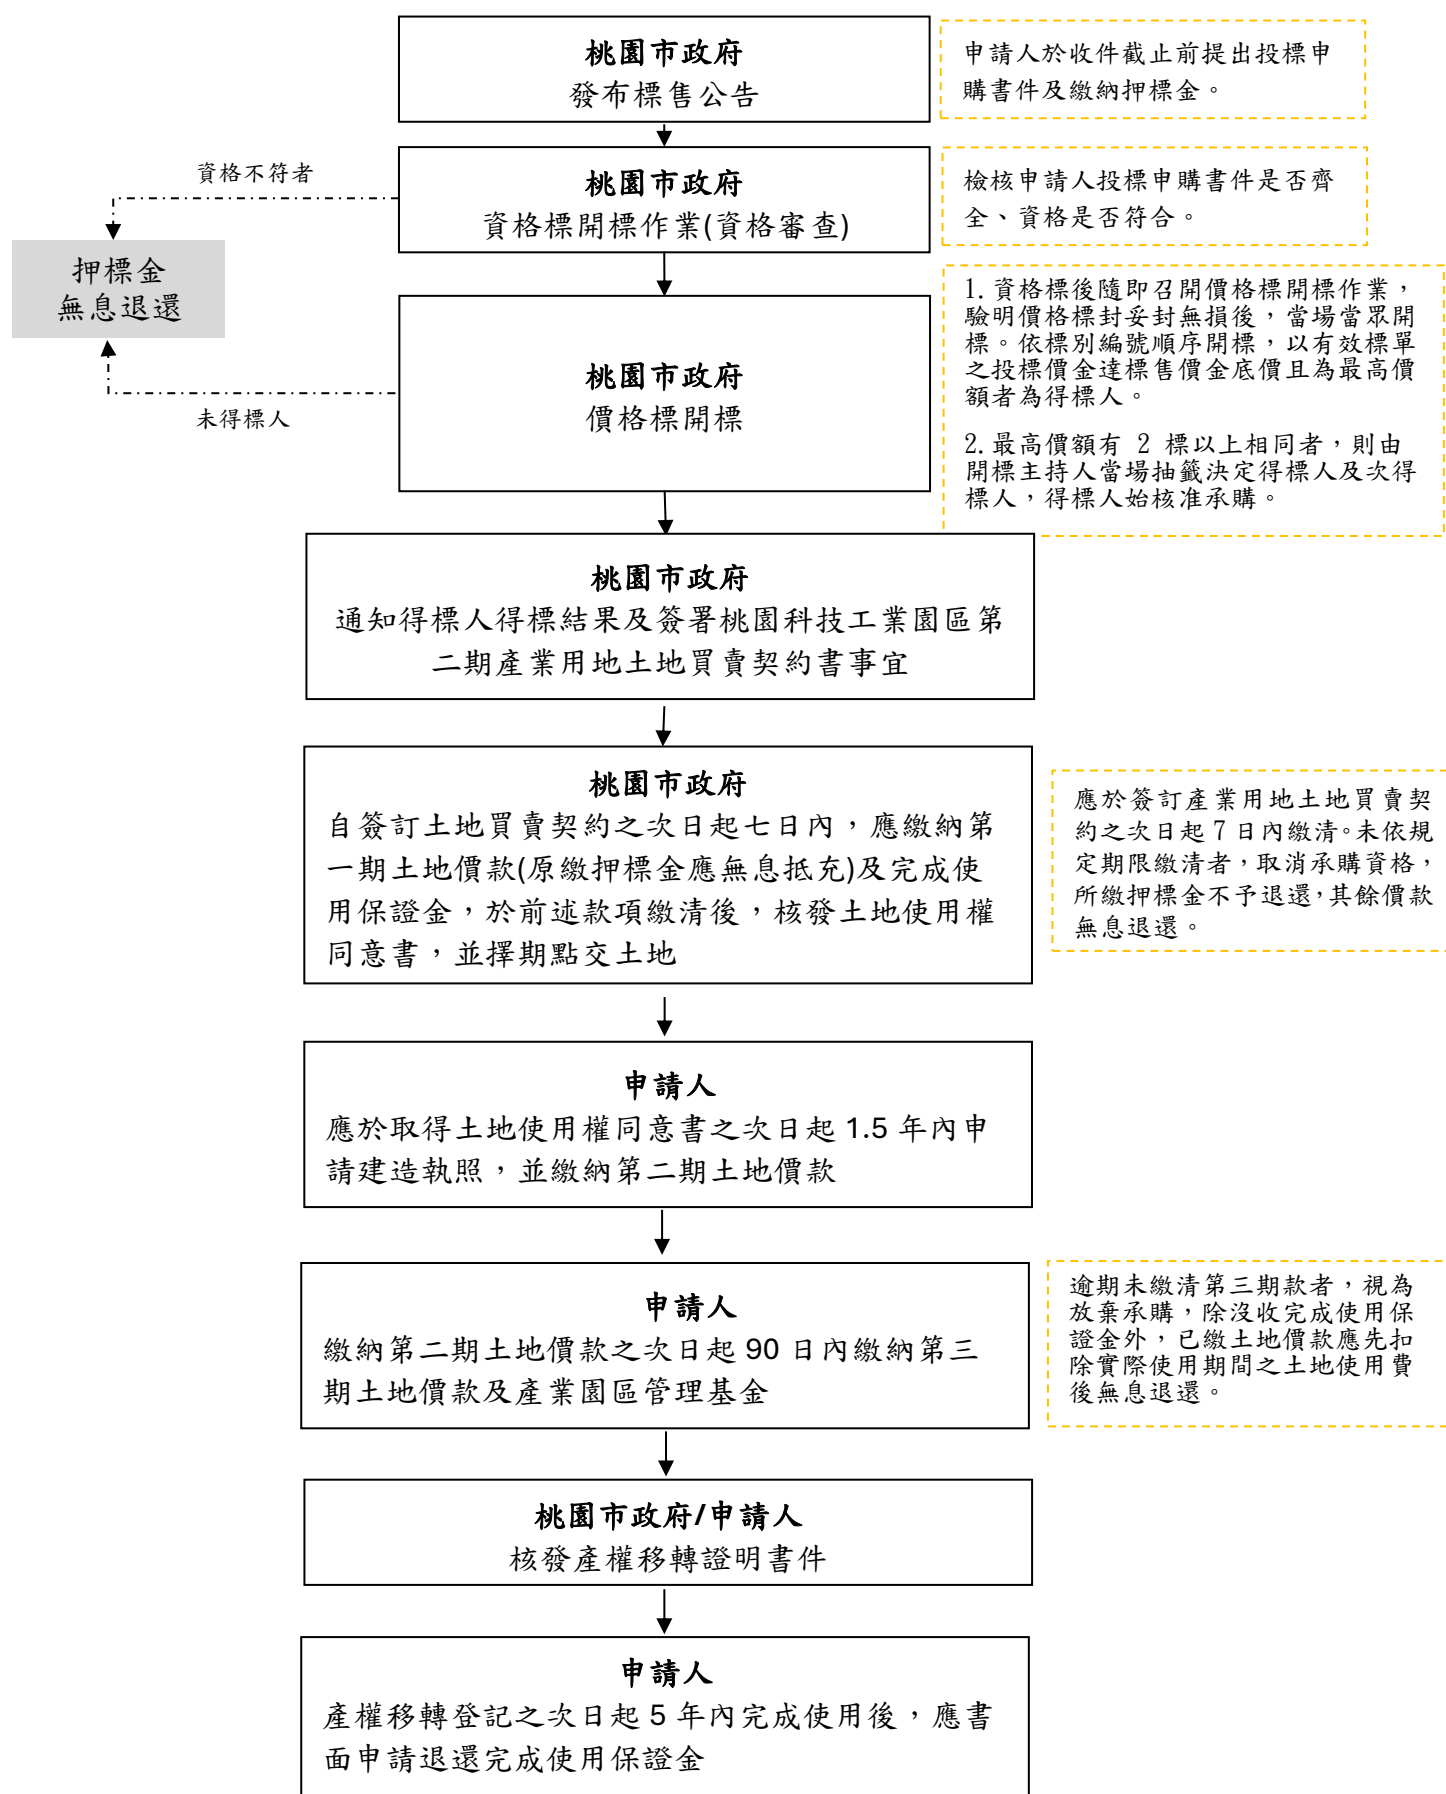 桃園市政府
發布標售公告
申請人於收件截止前提出投標申
購書件及繳納押標金。
資格不符者
桃園市政府
資格標開標作業(資格審查)
檢核申請人投標申購書件是否齊
全、資格是否符合。
押標金
無息退還
未得標人
桃園市政府
價格標開標
1.資格標後隨即召開價格標開標作業，
驗明價格標封妥封無損後，當場當眾開
標。依標別編號順序開標，以有效標單
之投標價金達標售價金底價且為最高價
額者為得標人。
2.最高價額有 2 標以上相同者，則由
開標主持人當場抽籤決定得標人及次得
標人，得標人始核准承購。
桃園市政府
通知得標人得標結果及簽署桃園科技工業園區第
二期產業用地土地買賣契約書事宜
桃園市政府
自簽訂土地買賣契約之次日起七日內，應繳納第
一期土地價款(原繳押標金應無息抵充)及完成使
用保證金，於前述款項繳清後，核發土地使用權
同意書，並擇期點交土地
應於簽訂產業用地土地買賣契
約之次日起 7 日內繳清。未依規
定期限繳清者，取消承購資格，
所繳押標金不予退還，其餘價款
無息退還。
申請人
應於取得土地使用權同意書之次日起 1.5 年內申
請建造執照，並繳納第二期土地價款
申請人
繳納第二期土地價款之次日起 90 日內繳納第三
期土地價款及產業園區管理基金
逾期未繳清第三期款者，視為
放棄承購，除沒收完成使用保
證金外，已繳土地價款應先扣
除實際使用期間之土地使用費
後無息退還。
桃園市政府/申請人
核發產權移轉證明書件
申請人
產權移轉登記之次日起 5 年內完成使用後，應書
面申請退還完成使用保證金